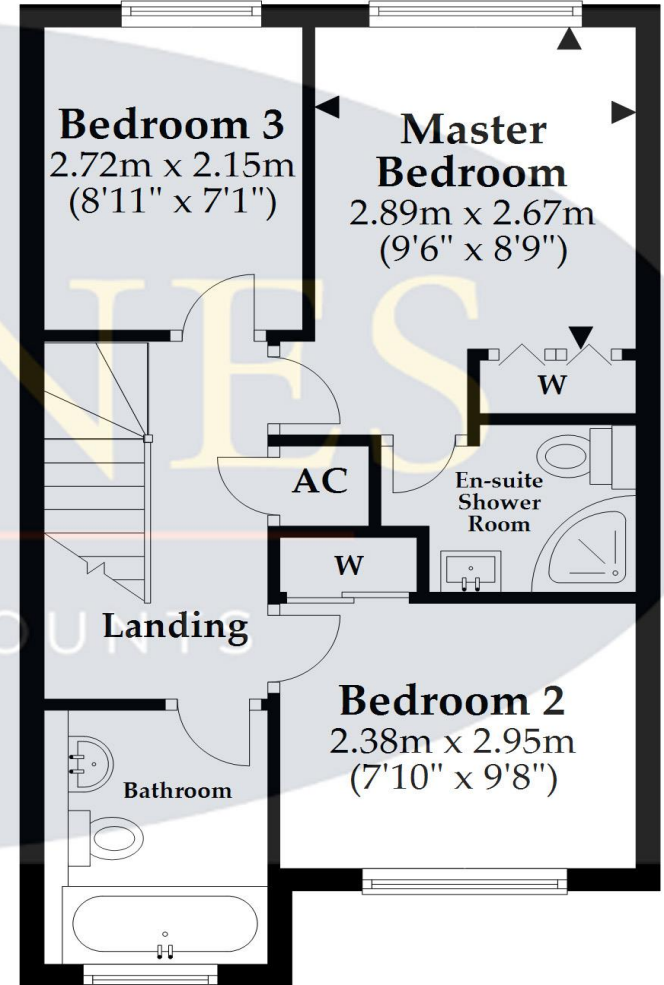 Bedroom 3
2.72m x 2.15m
(8'11" x 7'1")
Master
Bedroom
2.89m x 2.67m
(9'6" x 8'9")
W
AC
En-suite
Shower
Room
W
Landing
Bedroom 2
2.38m x 2.95m
(7'10" x 9'8")
Bathroom